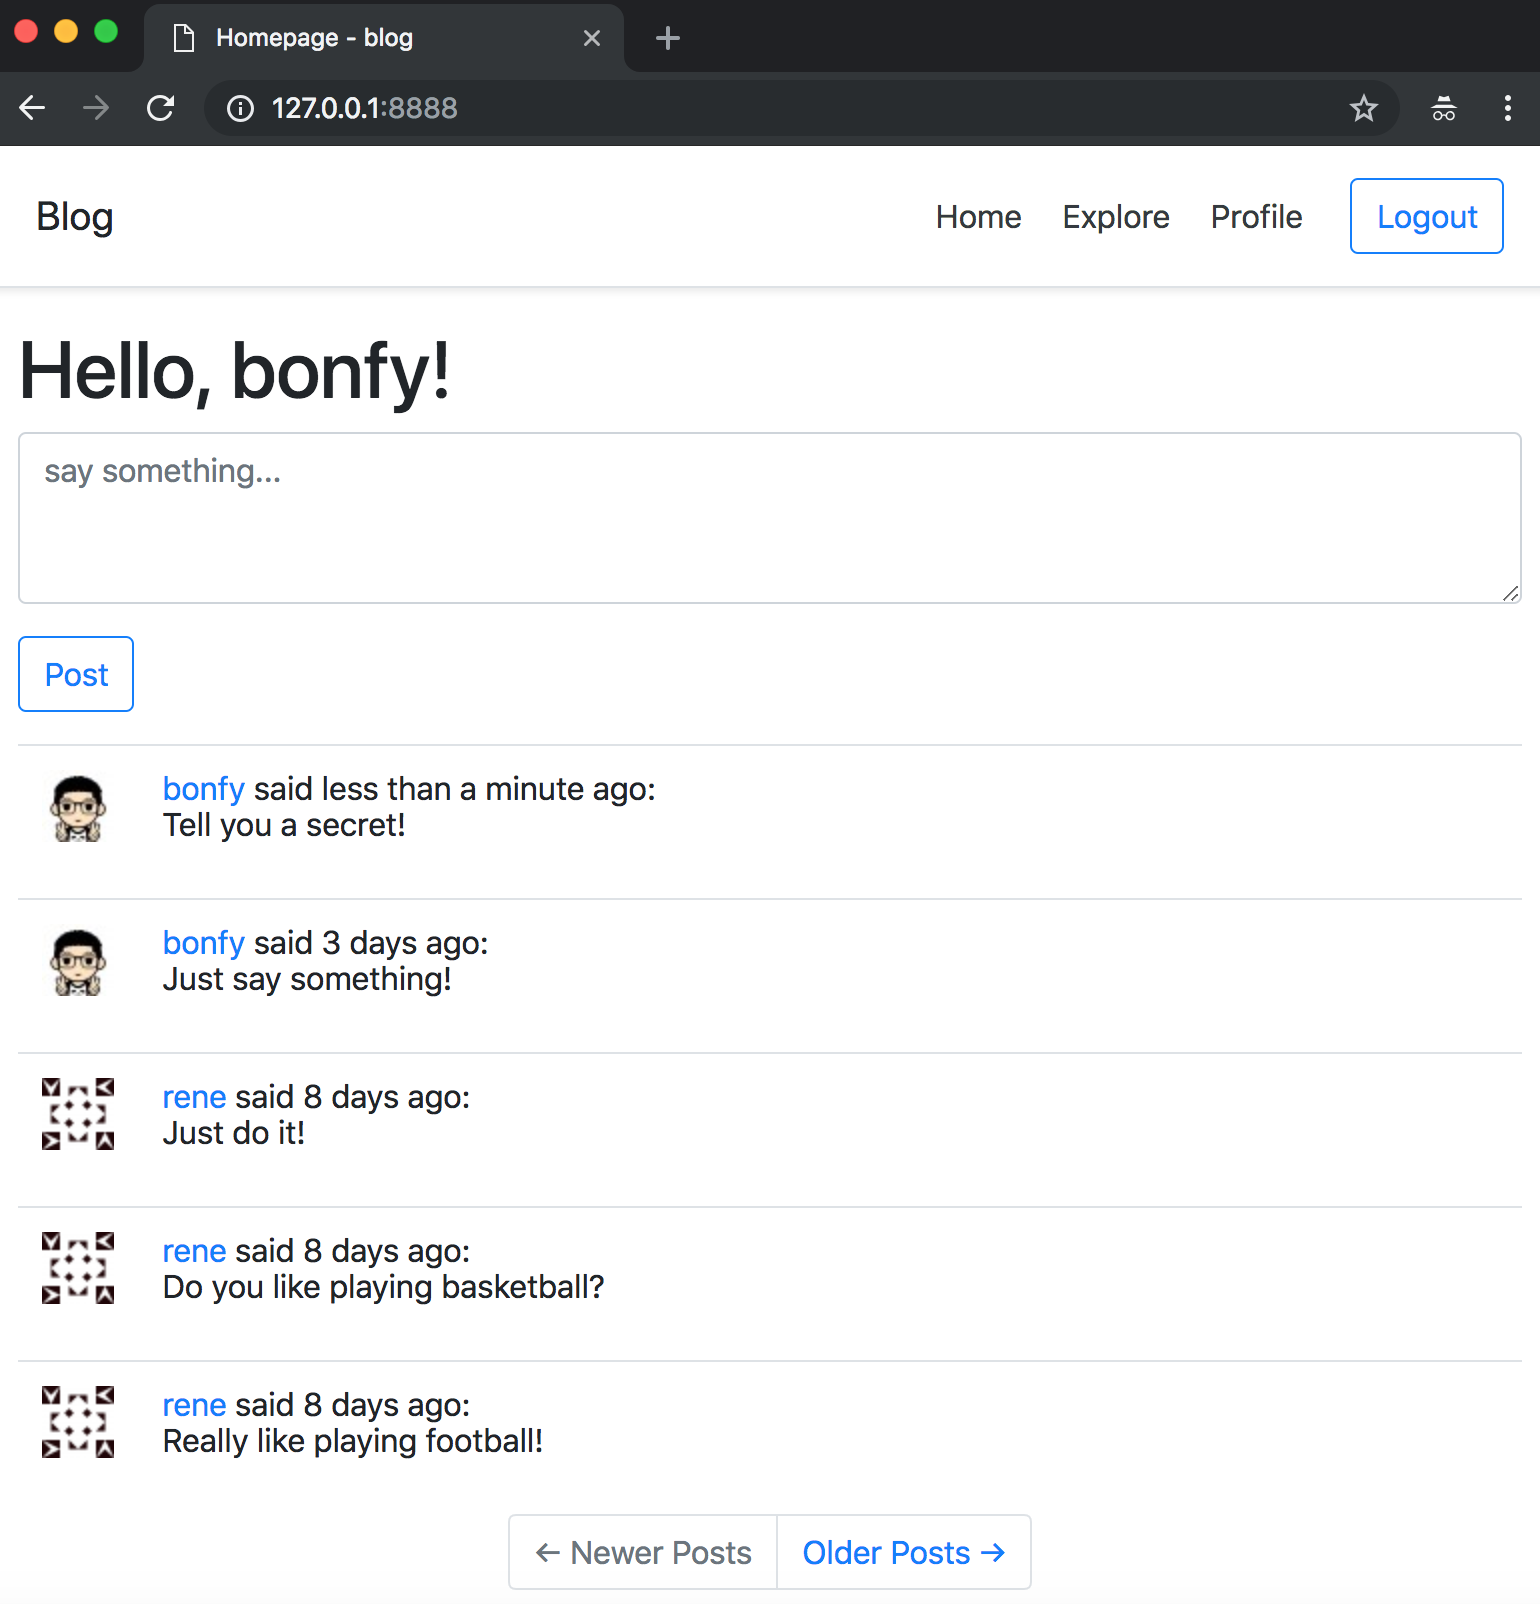 Homepage - blog
127.0.0.1:8888
Blog
Home Explore Profile Logout
Hello, bonfy!
say something...
Post
bonfy said less than a minute ago:
Tell you a secret!
bonfy said 3 days ago:
Just say something!
rene said 8 days ago:
Just do it!
rene said 8 days ago:
Do you like playing basketball?
rene said 8 days ago:
Really like playing football!
← Newer Posts Older Posts →